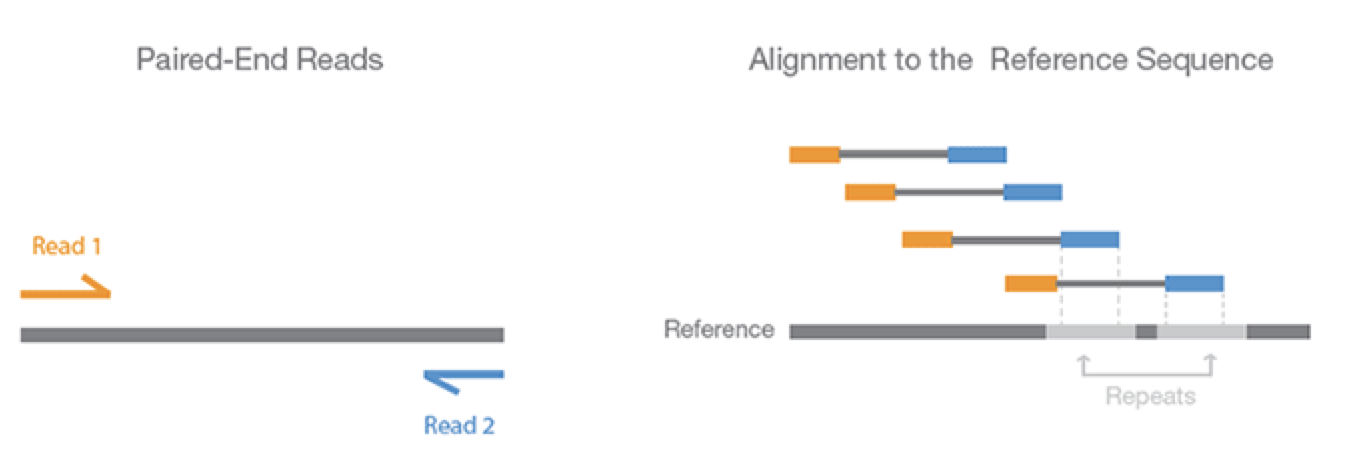 Paired-End Reads
Read 1
Read 2
Alignment to the Reference Sequence
Reference
Repeats